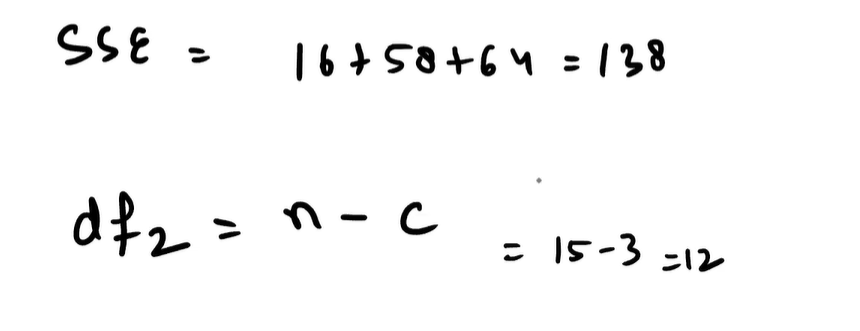 SSE = 16+58+64 = 138
df₂ = n - c = 15-3 =12